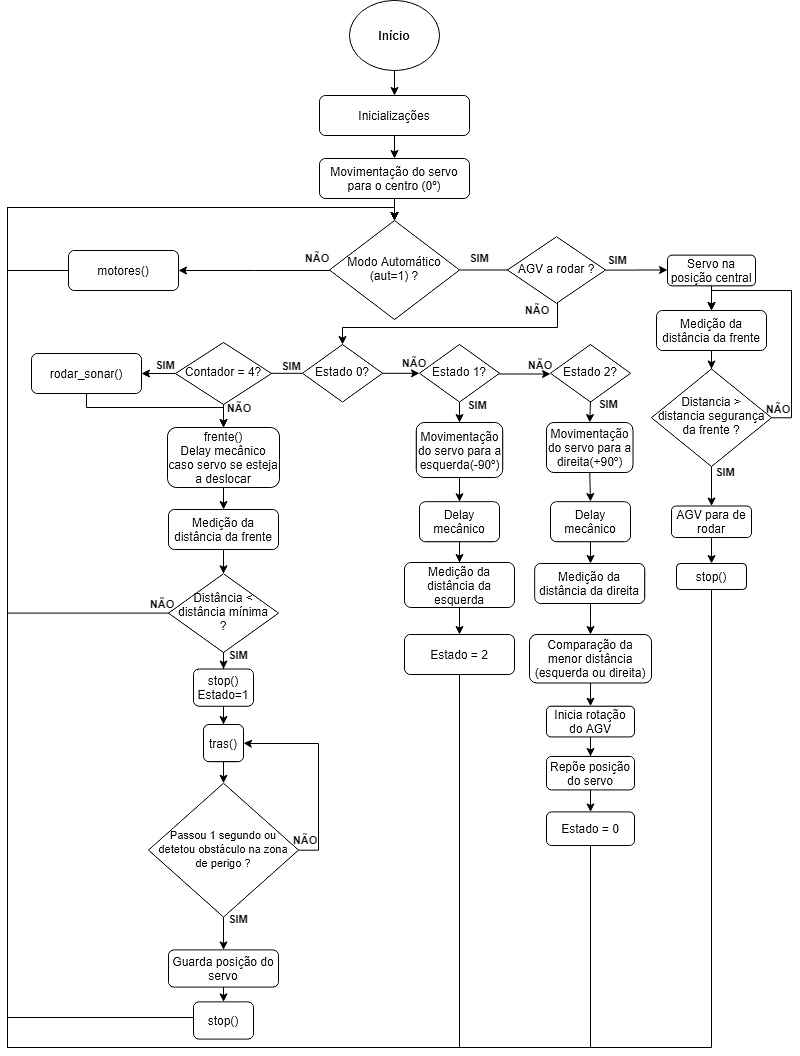 Início
Inicializações
Movimentação do servo
para o centro (0º)
Modo Automático
(aut=1) ?
NÃO
motores()
SIM
AGV a rodar ?
SIM
Servo na
posição central
NÃO
Medição da
distância da frente
Distancia >
distancia segurança
da frente ?
NÃO
SIM
AGV para de
rodar
stop()
Estado 0?
SIM
Contador = 4?
SIM
rodar_sonar()
NÃO
NÃO
Estado 1?
NÃO
Estado 2?
SIM
SIM
frente()
Delay mecânico
caso servo se esteja
a deslocar
Medição da
distância da frente
Distância <
distância mínima
?
NÃO
SIM
stop()
Estado=1
tras()
Passou 1 segundo ou
detetou obstáculo na zona
de perigo ?
NÃO
SIM
Guarda posição do
servo
stop()
Movimentação
do servo para a
esquerda(-90º)
Delay
mecânico
Medição da
distância da
esquerda
Estado = 2
Movimentação
do servo para a
direita(+90º)
Delay
mecânico
Medição da
distância da direita
Comparação da
menor distância
(esquerda ou direita)
Inicia rotação
do AGV
Repõe posição
do servo
Estado = 0